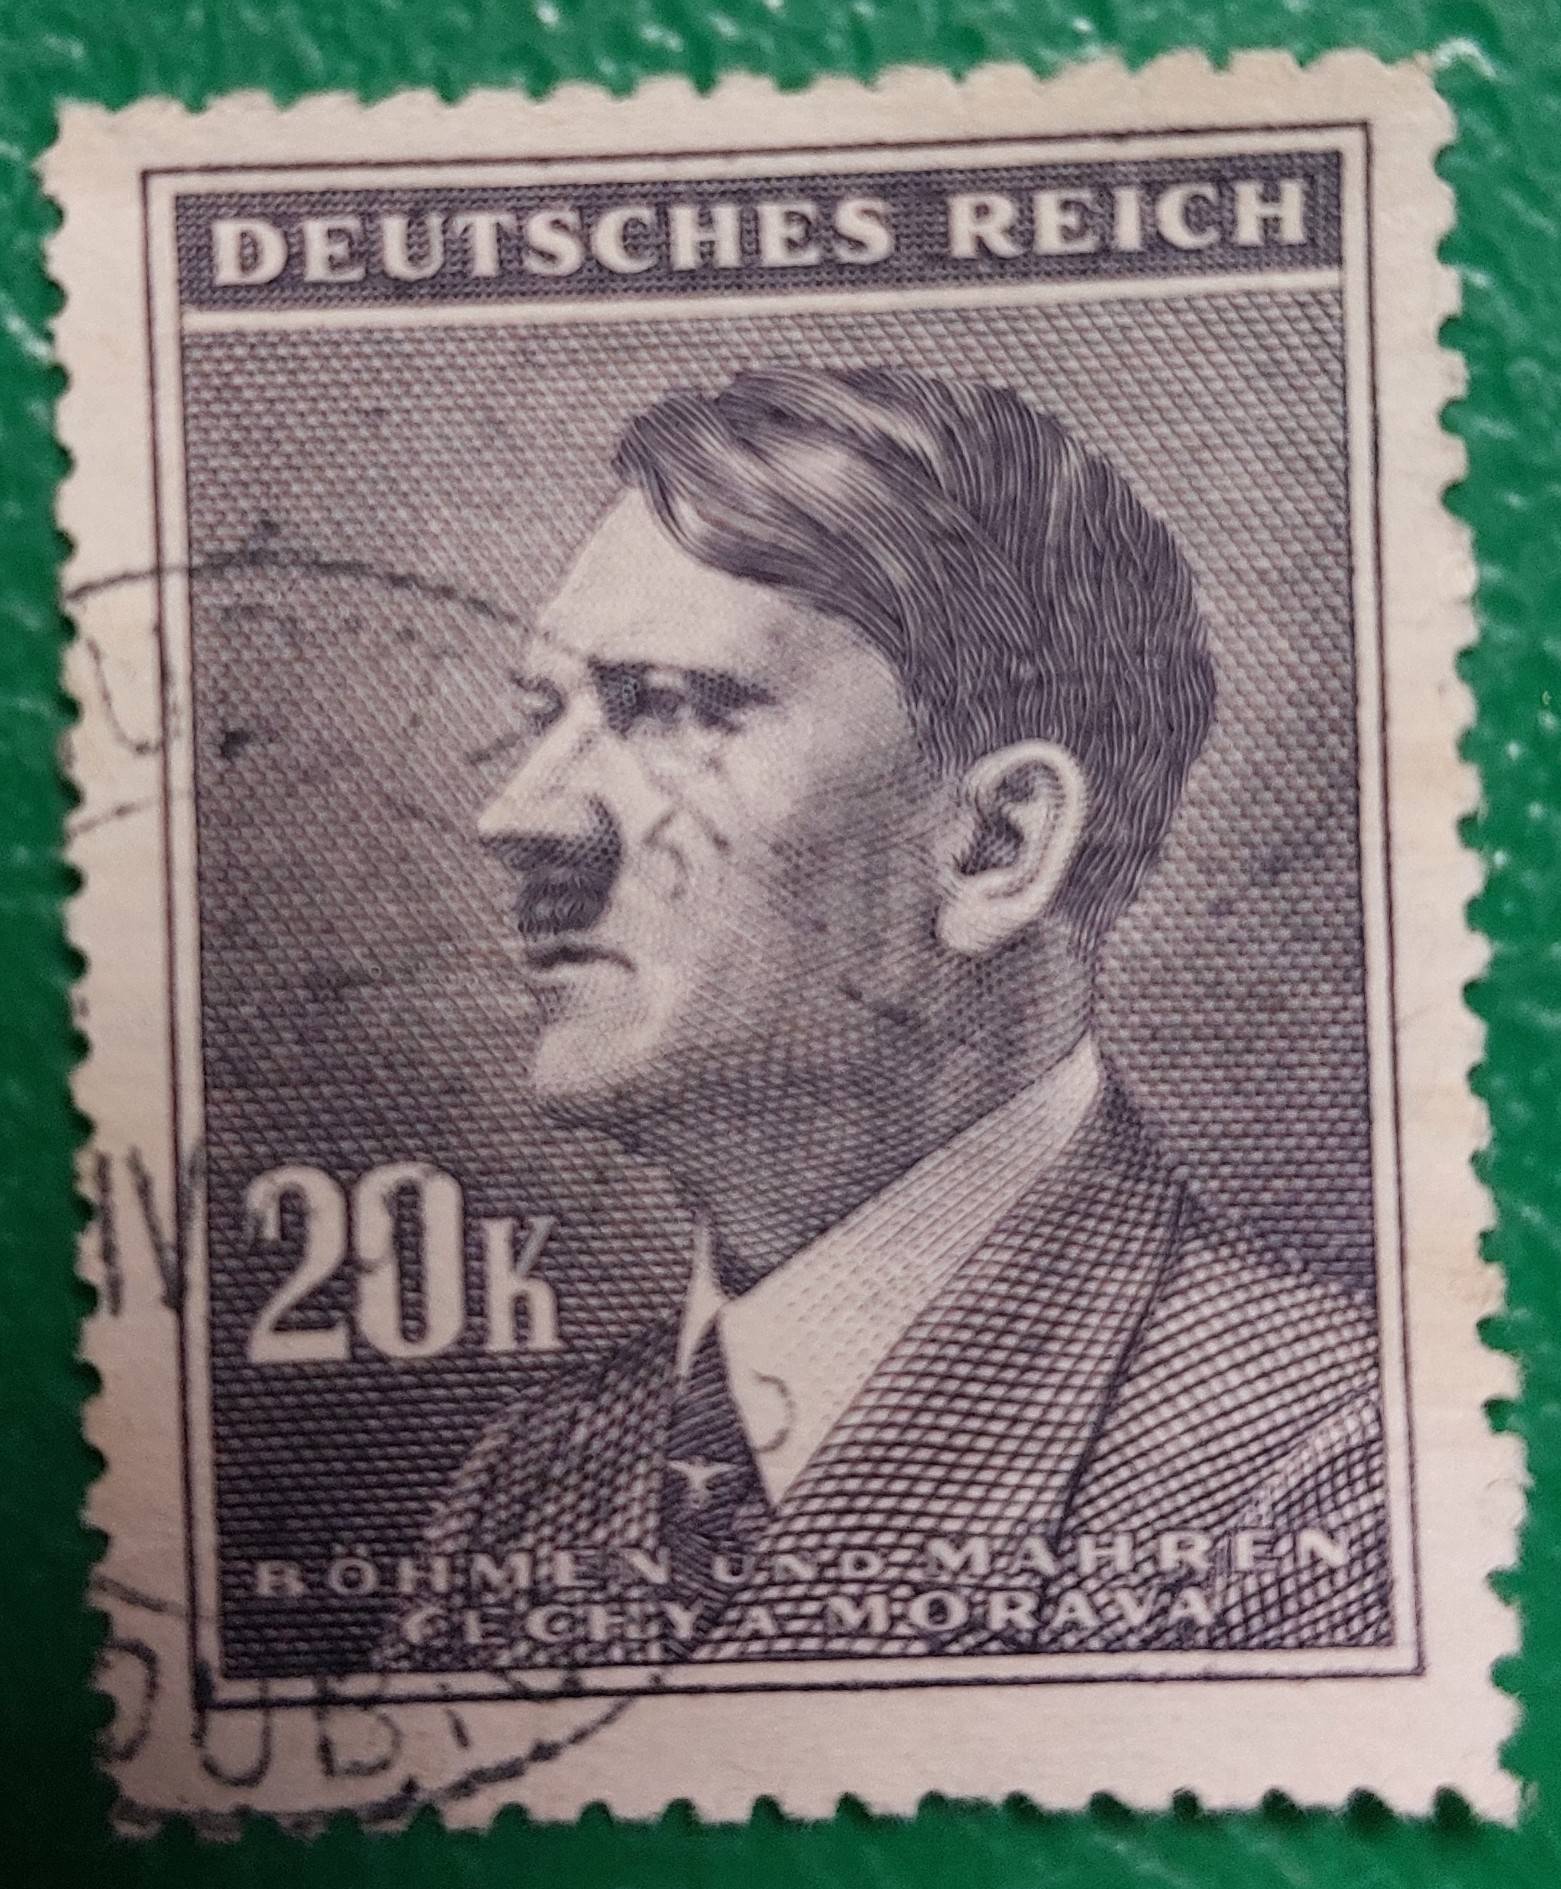 DEUTSCHES REICH
20K
BÖHMEN UND MÄHREN
ČECHY A MORAVA